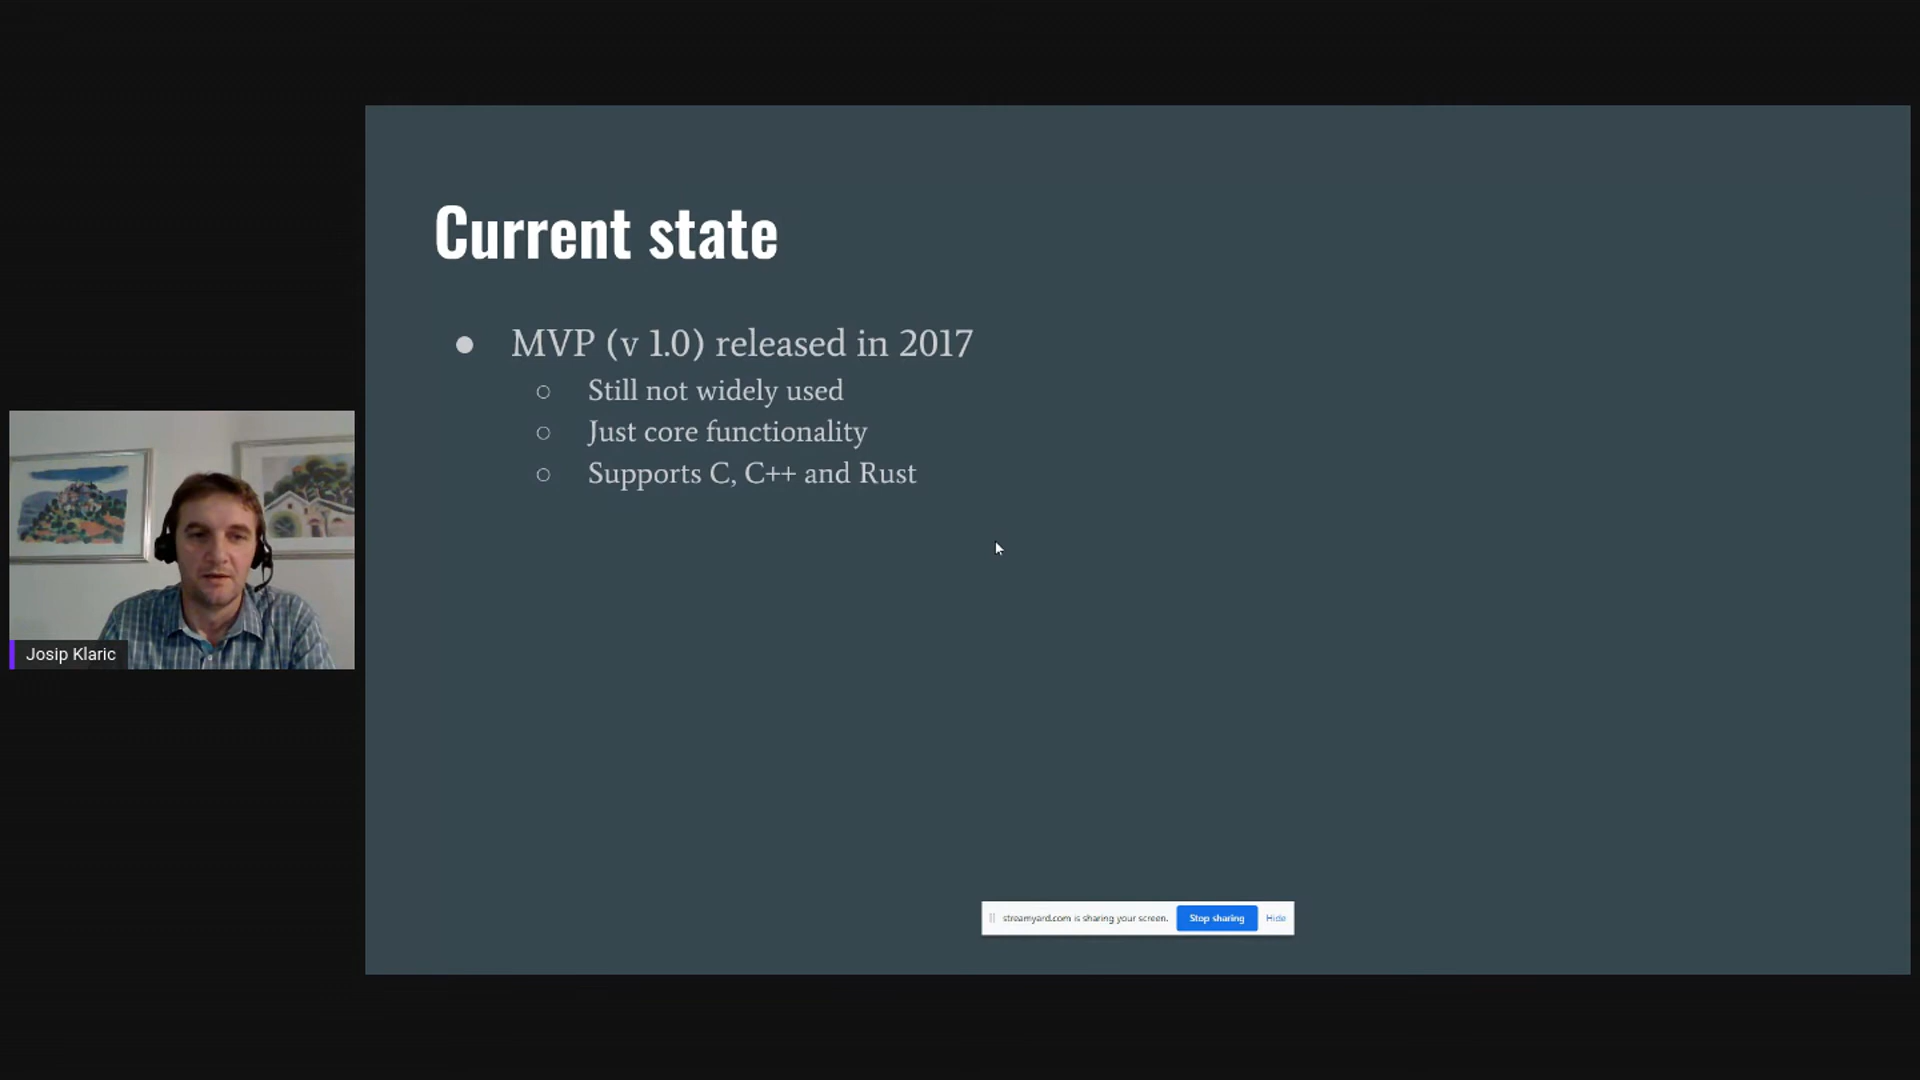 Current state
● MVP (v 1.0) released in 2017
○ Still not widely used
○ Just core functionality
○ Supports C, C++ and Rust
Josip Klaric
streamyard.com is sharing your screen. Stop sharing Hide